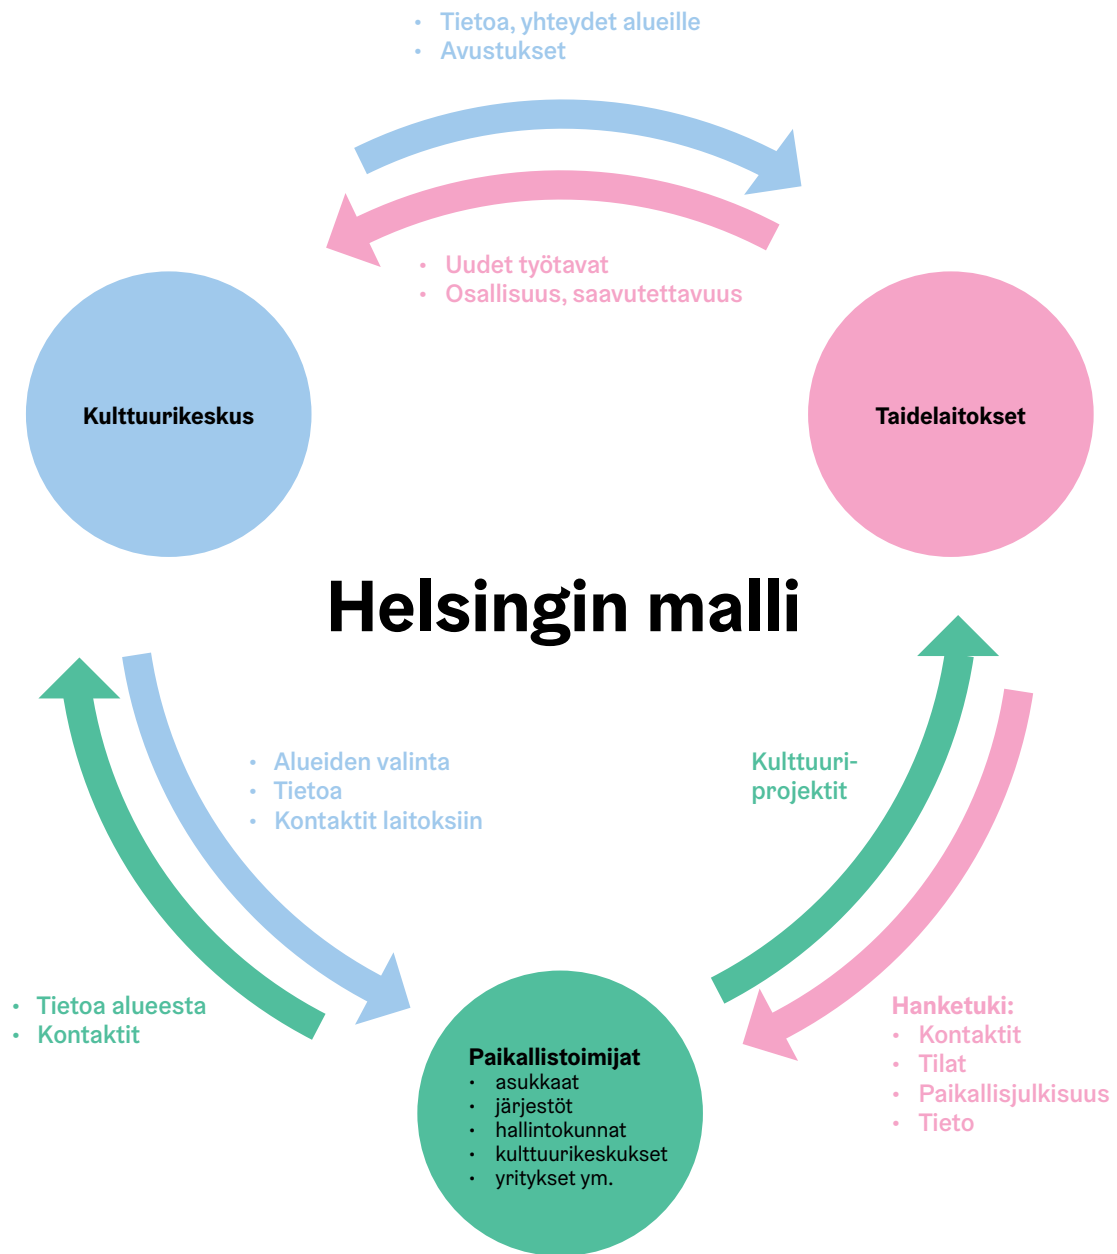 • Tietoa, yhteydet alueille
• Avustukset
• Uudet työtavat
• Osallisuus, saavutettavuus
Kulttuurikeskus
Taidelaitokset
Helsingin malli
• Alueiden valinta
• Tietoa
• Kontaktit laitoksiin
Kulttuuri-
projektit
• Tietoa alueesta
• Kontaktit
Hanketuki:
• Kontaktit
• Tilat
• Paikallisjulkisuus
• Tieto
Paikallistoimijat
• asukkaat
• järjestöt
• hallintokunnat
• kulttuurikeskukset
• yritykset ym.